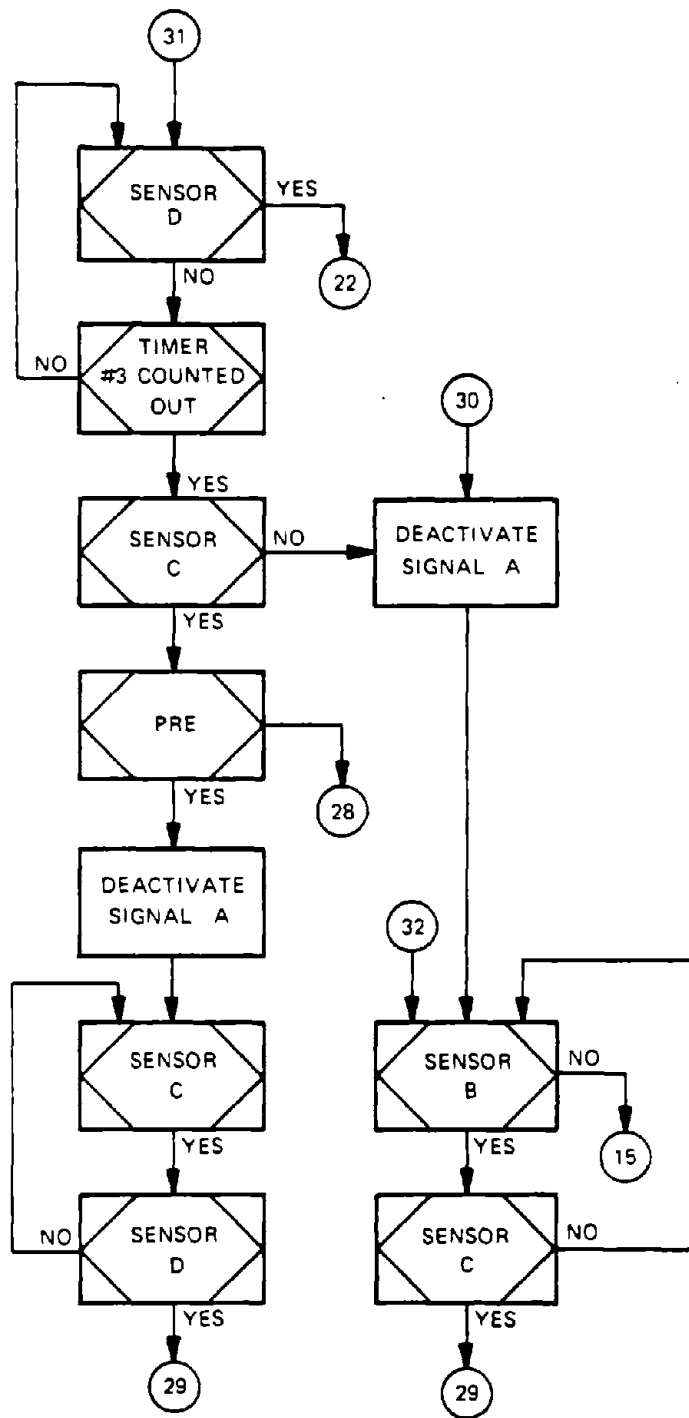 31
SENSOR
D
YES
22
NO
TIMER
#3 COUNTED
OUT
NO
YES
30
SENSOR
C
NO
DEACTIVATE
SIGNAL A
YES
PRE
28
YES
DEACTIVATE
SIGNAL A
32
SENSOR
C
YES
SENSOR
B
NO
15
YES
SENSOR
D
NO
YES
29
SENSOR
C
NO
YES
29